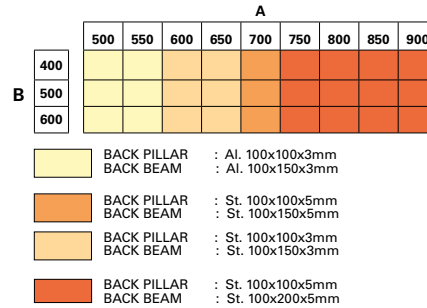 A
500 550 600 650 700 750 800 850 900
400
B 500
600
BACK PILLAR : Al. 100x100x3mm
BACK BEAM : Al. 100x150x3mm
BACK PILLAR : St. 100x100x5mm
BACK BEAM : St. 100x150x5mm
BACK PILLAR : St. 100x100x3mm
BACK BEAM : St. 100x150x3mm
BACK PILLAR : St. 100x100x5mm
BACK BEAM : St. 100x200x5mm